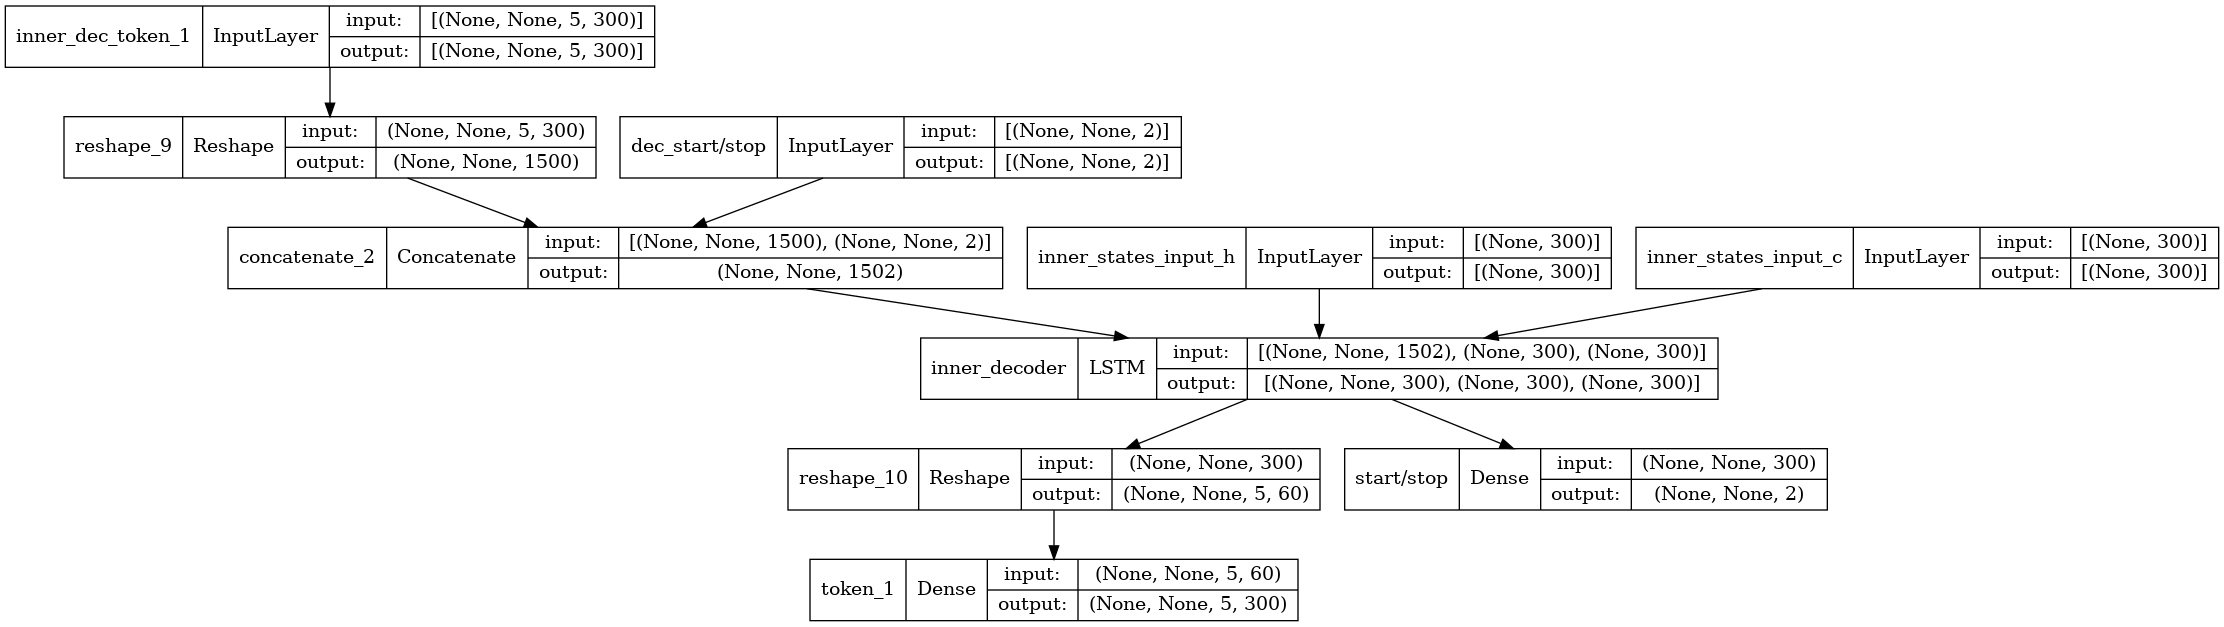 inner_dec_token_1 InputLayer input: [(None, None, 5, 300)]
output: [(None, None, 5, 300)]
reshape_9 Reshape input: (None, None, 5, 300)
output: (None, None, 1500)
dec_start/stop InputLayer input: [(None, None, 2)]
output: [(None, None, 2)]
concatenate_2 Concatenate input: [(None, None, 1500), (None, None, 2)]
output: (None, None, 1502)
inner_states_input_h InputLayer input: [(None, 300)]
output: [(None, 300)]
inner_states_input_c InputLayer input: [(None, 300)]
output: [(None, 300)]
inner_decoder LSTM input: [(None, None, 1502), (None, 300), (None, 300)]
output: [(None, None, 300), (None, 300), (None, 300)]
reshape_10 Reshape input: (None, None, 300)
output: (None, None, 5, 60)
start/stop Dense input: (None, None, 300)
output: (None, None, 2)
token_1 Dense input: (None, None, 5, 60)
output: (None, None, 5, 300)